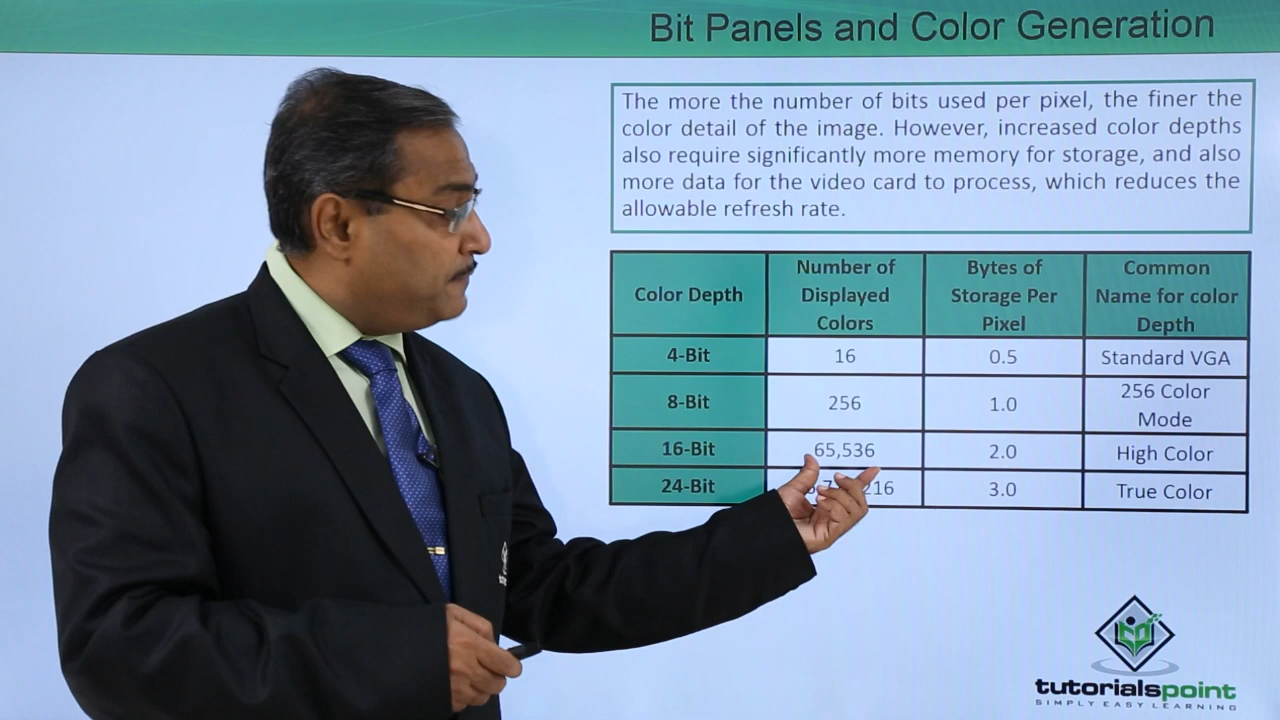 Bit Panels and Color Generation
The more the number of bits used per pixel, the finer the
color detail of the image. However, increased color depths
also require significantly more memory for storage, and also
more data for the video card to process, which reduces the
allowable refresh rate.
Color Depth
Number of
Displayed
Colors
Bytes of
Storage Per
Pixel
Common
Name for color
Depth
4-Bit 16 0.5 Standard VGA
8-Bit 256 1.0 256 Color
Mode
16-Bit 65,536 2.0 High Color
24-Bit 3.0 True Color
tutorialspoint
SIMPLY EASY LEARNING